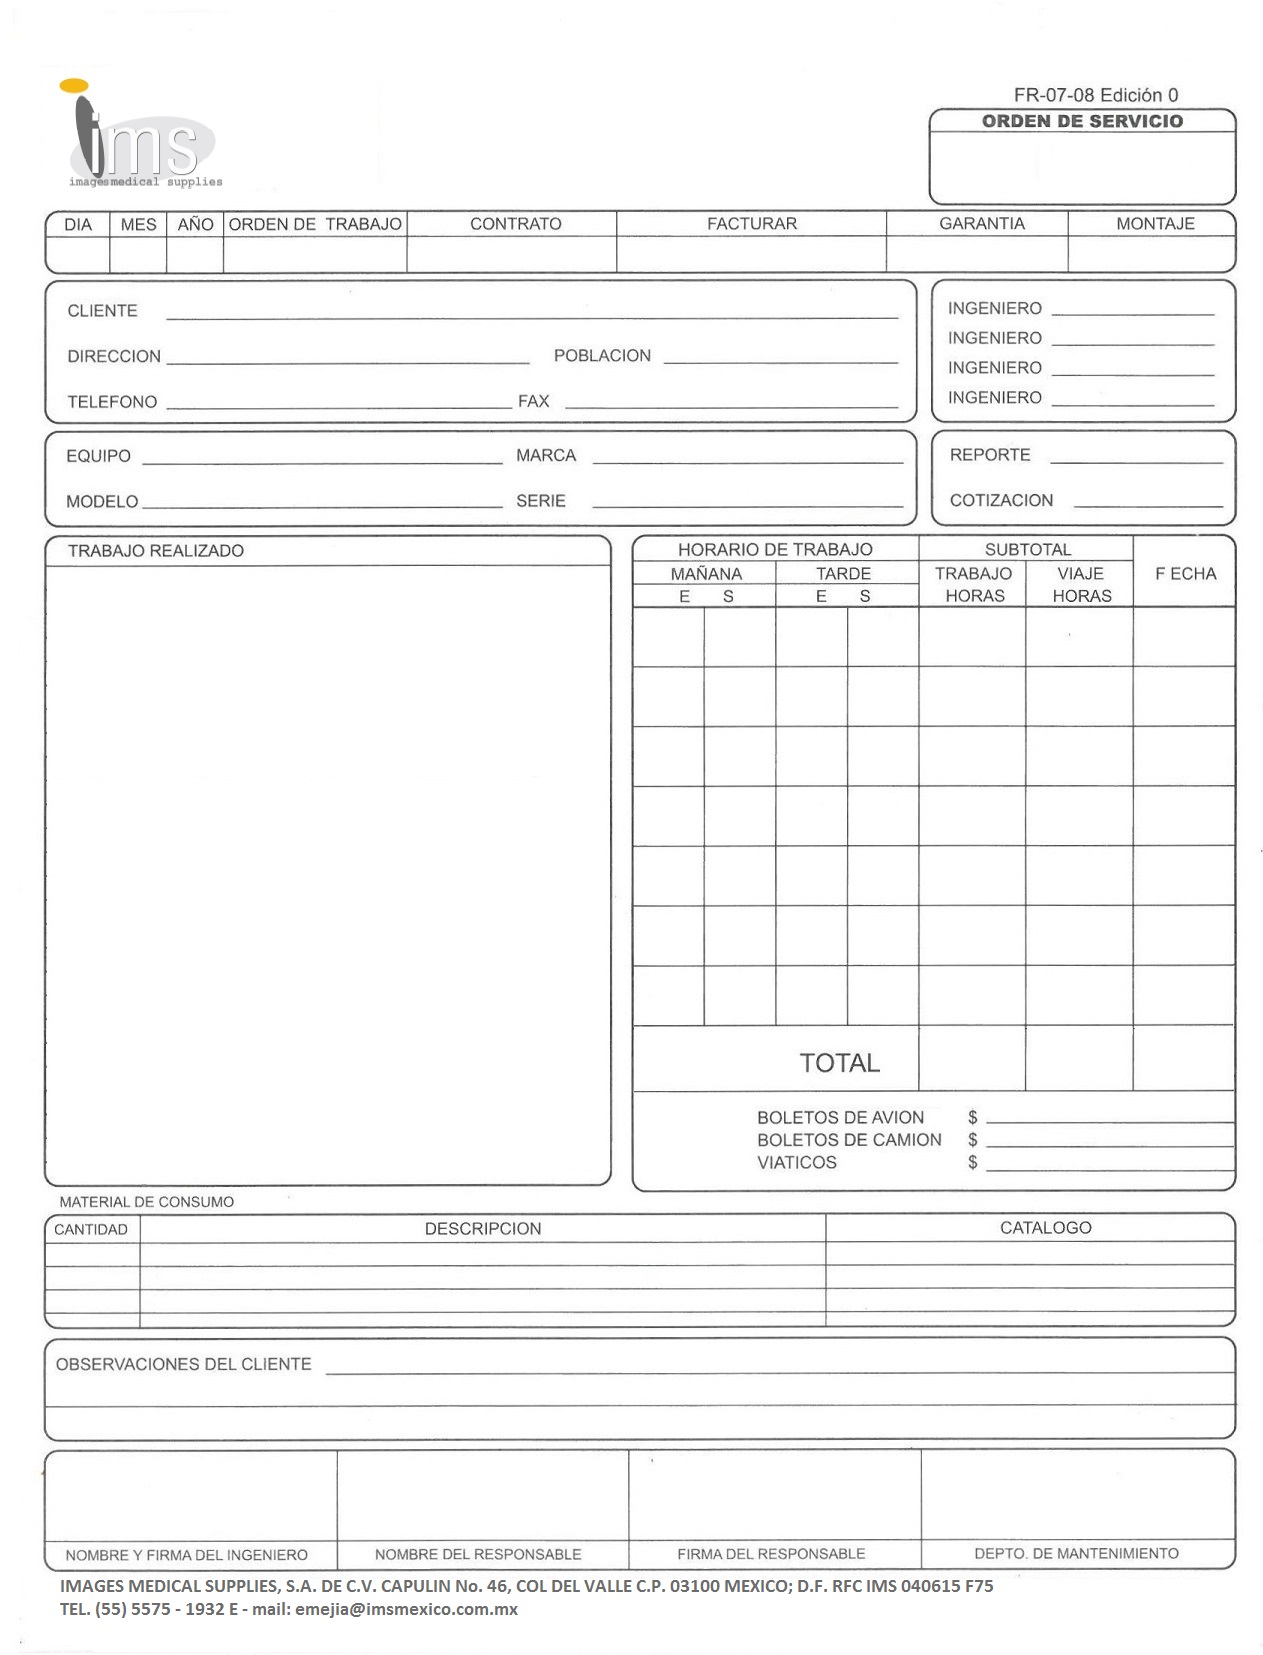 FR-07-08 Edición 0
ims
imagesmedical supplies
ORDEN DE SERVICIO
DIA MES AÑO ORDEN DE TRABAJO CONTRATO FACTURAR GARANTIA MONTAJE
CLIENTE
DIRECCION POBLACION
TELEFONO FAX
INGENIERO
INGENIERO
INGENIERO
INGENIERO
EQUIPO MARCA
MODELO SERIE
REPORTE
COTIZACION
TRABAJO REALIZADO
HORARIO DE TRABAJO SUBTOTAL
MAÑANA TARDE TRABAJO VIAJE F ECHA
E S E S HORAS HORAS
TOTAL
BOLETOS DE AVION $
BOLETOS DE CAMION $
VIATICOS $
MATERIAL DE CONSUMO
CANTIDAD DESCRIPCION CATALOGO
OBSERVACIONES DEL CLIENTE
NOMBRE Y FIRMA DEL INGENIERO NOMBRE DEL RESPONSABLE FIRMA DEL RESPONSABLE DEPTO. DE MANTENIMIENTO
IMAGES MEDICAL SUPPLIES, S.A. DE C.V. CAPULIN No. 46, COL DEL VALLE C.P. 03100 MEXICO; D.F. RFC IMS 040615 F75
TEL. (55) 5575 - 1932 E - mail: emejia@imsmexico.com.mx